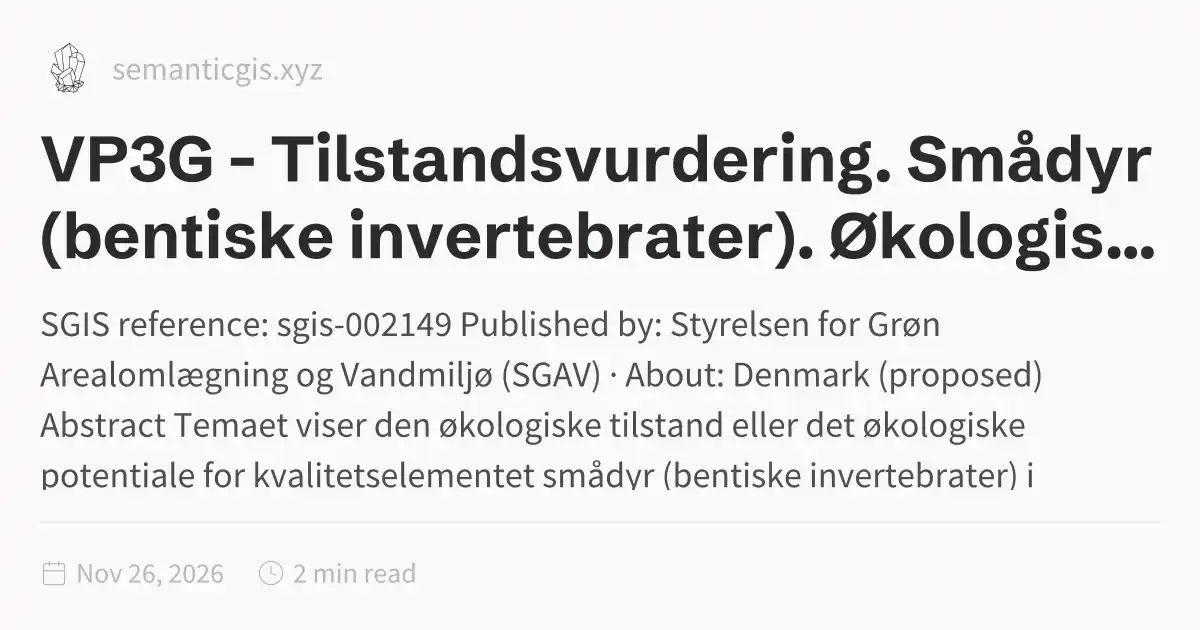 semanticgis.xyz
VP3G - Tilstandsvurdering. Smådyr
(bentiske invertebrater). Økologis...
SGIS reference: sgis-002149 Published by: Styrelsen for Grøn
Arealomlægning og Vandmiljø (SGAV) · About: Denmark (proposed)
Abstract Temaet viser den økologiske tilstand eller det økologiske
potentiale for kvalitetselementet smådyr (bentiske invertebrater) i
Nov 26, 2026
2 min read